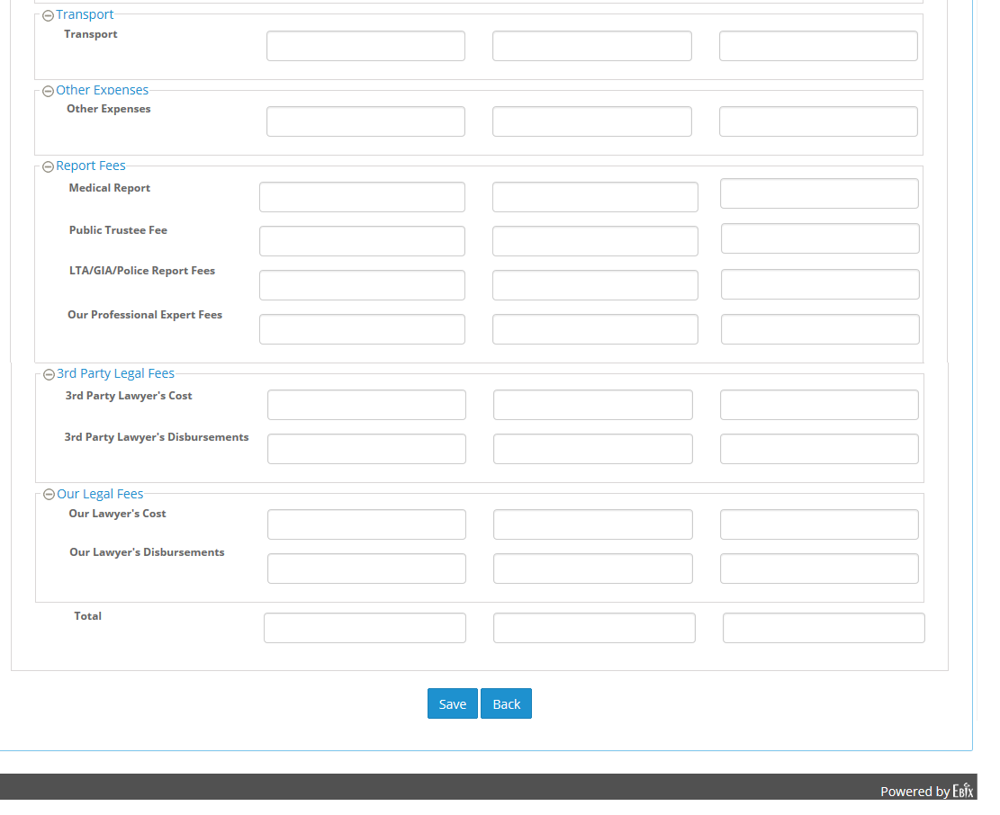 Transport
Transport
Other Expenses
Other Expenses
Report Fees
Medical Report
Public Trustee Fee
LTA/GIA/Police Report Fees
Our Professional Expert Fees
3rd Party Legal Fees
3rd Party Lawyer's Cost
3rd Party Lawyer's Disbursements
Our Legal Fees
Our Lawyer's Cost
Our Lawyer's Disbursements
Total
Save Back
Powered by EBIX